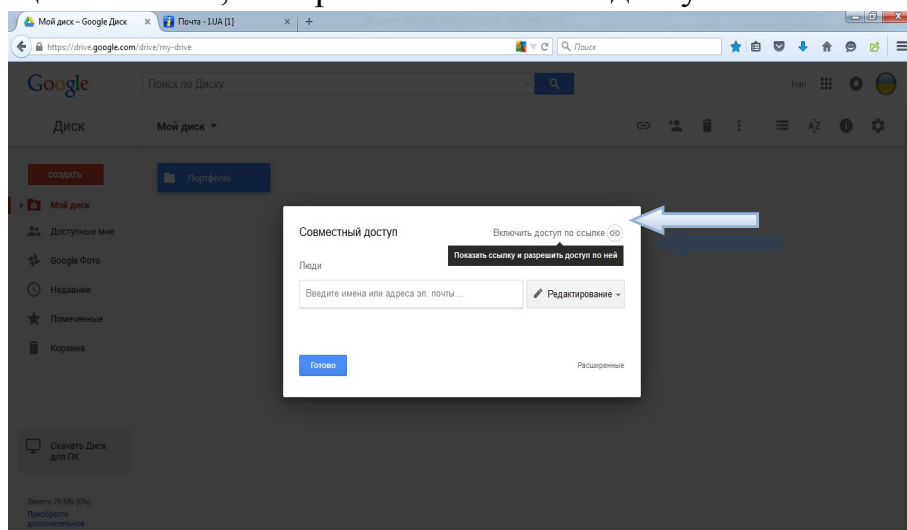 Мой диск – Google Диск × Почта - I.UA [1] × +
https://drive.google.com/drive/my-drive Поиск
Google Поиск по Диску Ivan
Диск Мой диск
СОЗДАТЬ Portfolio
Мой диск
Доступные мне
Google Фото
Недавние
Помеченные
Корзина
Скачать Диск
для ПК
Занято 70 МБ (0%)
Приобрести
дополнительное
Совместный доступ Включить доступ по ссылке
Показать ссылку и разрешить доступ по ней
Люди
Введите имена или адреса эл. почты... Редактирование
Готово Расширенные